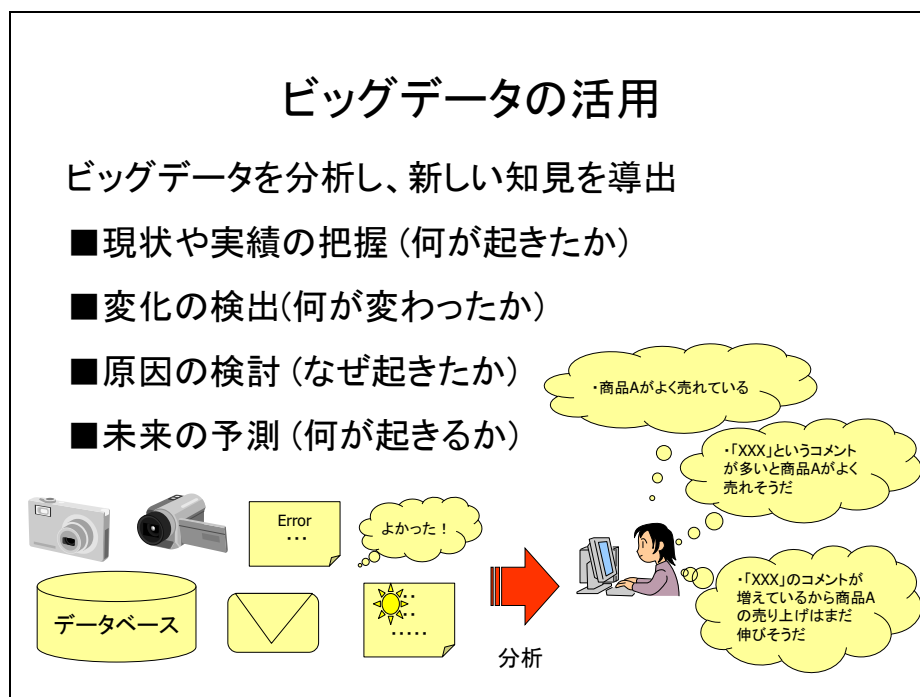 ビッグデータの活用
ビッグデータを分析し、新しい知見を導出
■現状や実績の把握 (何が起きたか)
■変化の検出(何が変わったか)
■原因の検討 (なぜ起きたか)
■未来の予測 (何が起きるか)
・商品Aがよく売れている
・「XXX」というコメント
が多いと商品Aがよく
売れそうだ
Error
・・・
よかった！
データベース
・・
・・・・・
分析
・「XXX」のコメントが
増えているから商品A
の売り上げはまだ
伸びそうだ